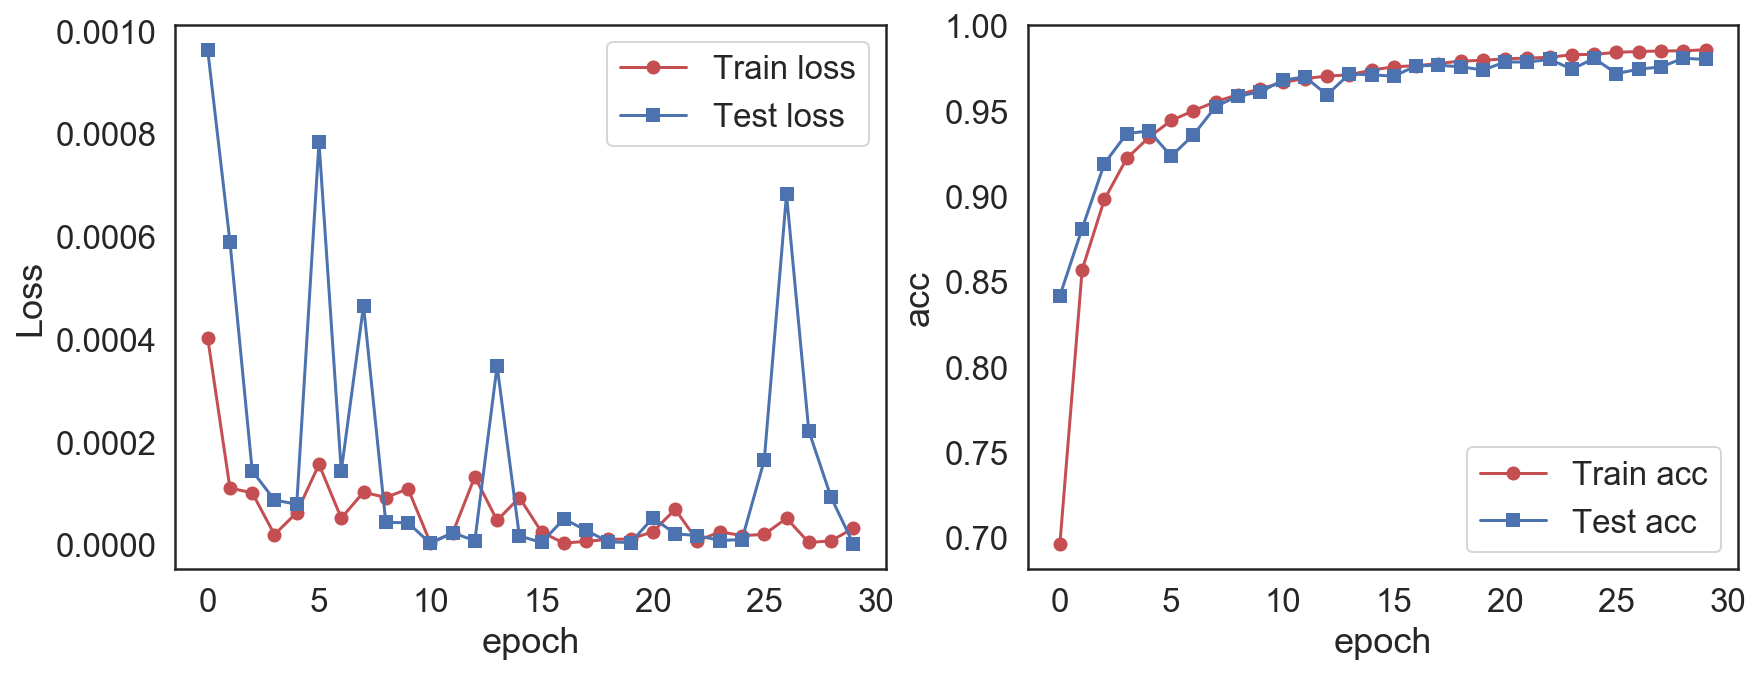 0.0010
0.0008
0.0006
0.0004
0.0002
0.0000
Loss
0 5 10 15 20 25 30
epoch
Train loss
Test loss
1.00
0.95
0.90
0.85
0.80
0.75
0.70
acc
0 5 10 15 20 25 30
epoch
Train acc
Test acc